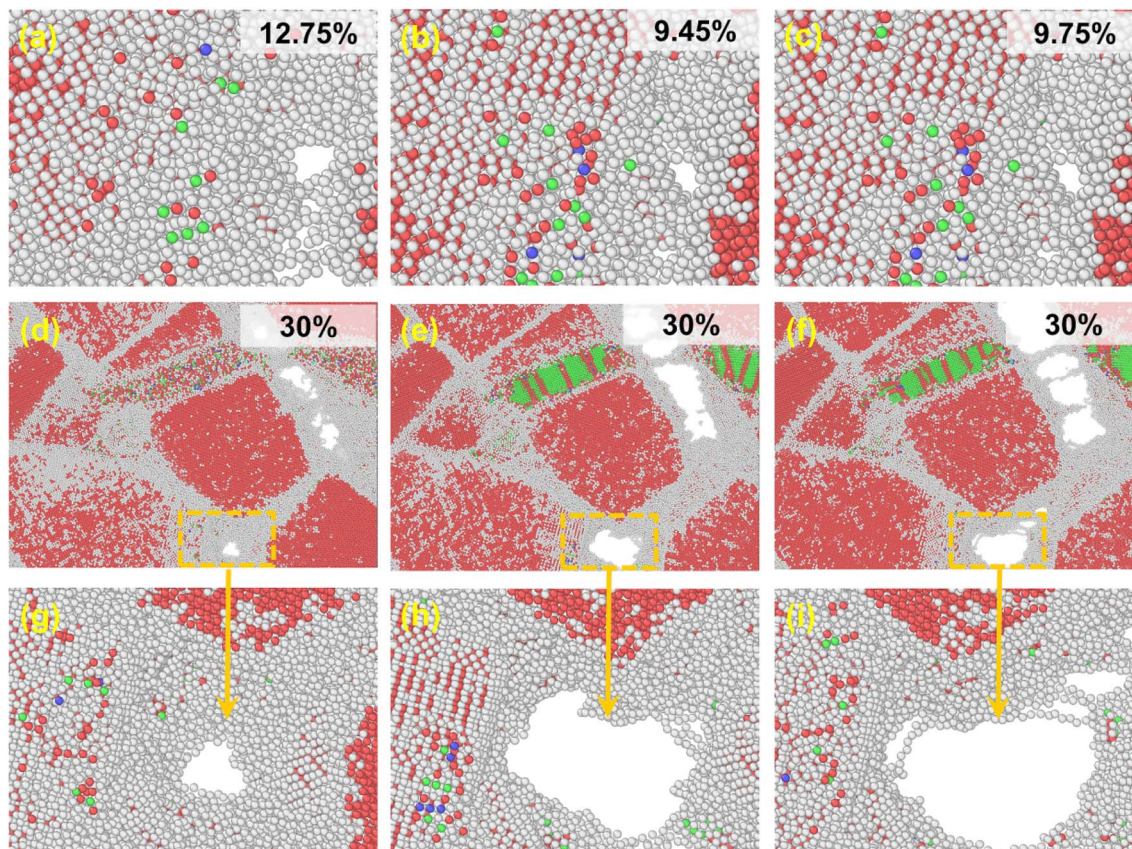 (a) 12.75%
(b) 9.45%
(c) 9.75%
(d) 30%
(e) 30%
(f) 30%
(g)
(h)
(i)